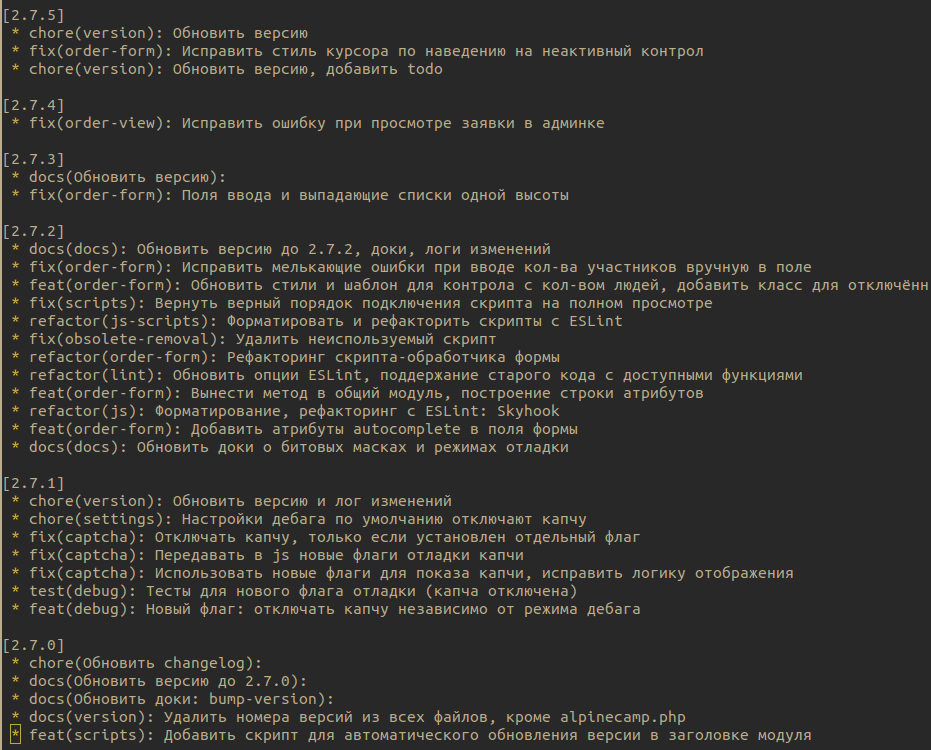 [2.7.5]
* chore(version): Обновить версию
* fix(order-form): Исправить стиль курсора по наведению на неактивный контрол
* chore(version): Обновить версию, добавить todo
[2.7.4]
* fix(order-view): Исправить ошибку при просмотре заявки в админке
[2.7.3]
* docs(Обновить версию):
* fix(order-form): Поля ввода и выпадающие списки одной высоты
[2.7.2]
* docs(docs): Обновить версию до 2.7.2, доки, логи изменений
* fix(order-form): Исправить мелькающие ошибки при вводе кол-ва участников вручную в поле
* feat(order-form): Обновить стили и шаблон для контрола с кол-вом людей, добавить класс для отключённ
* fix(scripts): Вернуть верный порядок подключения скрипта на полном просмотре
* refactor(js-scripts): Форматировать и рефакторить скрипты с ESLint
* fix(obsolete-removal): Удалить неиспользуемый скрипт
* refactor(order-form): Рефакторинг скрипта-обработчика формы
* refactor(lint): Обновить опции ESLint, поддержание старого кода с доступными функциями
* feat(order-form): Вынести метод в общий модуль, построение строки атрибутов
* refactor(js): Форматирование, рефакторинг с ESLint: Skyhook
* feat(order-form): Добавить атрибуты autocomplete в поля формы
* docs(docs): Обновить доки о битовых масках и режимах отладки
[2.7.1]
* chore(version): Обновить версию и лог изменений
* chore(settings): Настройки дебага по умолчанию отключают капчу
* fix(captcha): Отключать капчу, только если установлен отдельный флаг
* fix(captcha): Передавать в js новые флаги отладки капчи
* fix(captcha): Использовать новые флаги для показа капчи, исправить логику отображения
* test(debug): Тесты для нового флага отладки (капча отключена)
* feat(debug): Новый флаг: отключать капчу независимо от режима дебага
[2.7.0]
* chore(Обновить changelog):
* docs(Обновить версию до 2.7.0):
* docs(Обновить доки: bump-version):
* docs(version): Удалить номера версий из всех файлов, кроме alpinecamp.php
* feat(scripts): Добавить скрипт для автоматического обновления версии в заголовке модуля